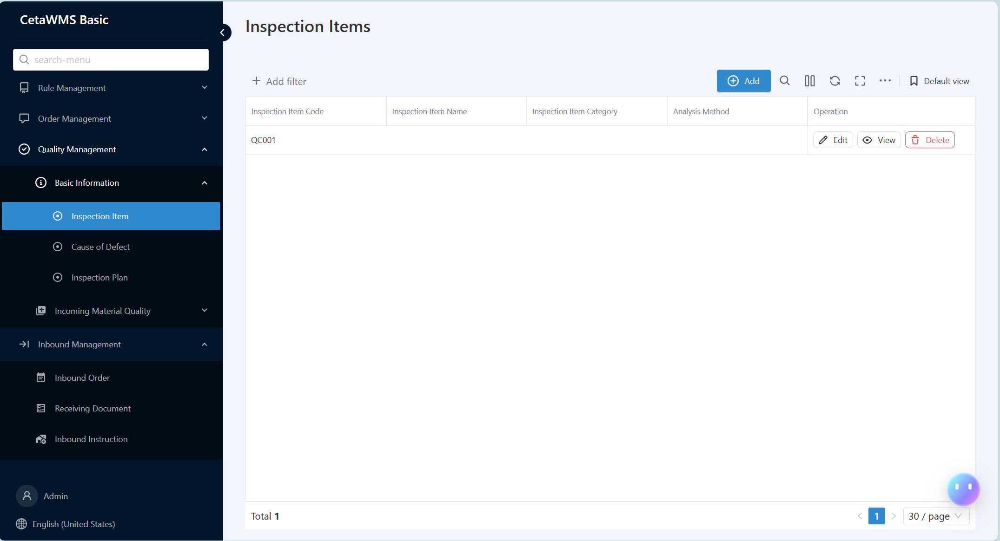 CetaWMS Basic
search-menu
Rule Management
Order Management
Quality Management
Basic Information
Inspection Item
Cause of Defect
Inspection Plan
Incoming Material Quality
Inbound Management
Inbound Order
Receiving Document
Inbound Instruction
Admin
English (United States)
Inspection Items
Add filter
Add
Default view
Inspection Item Code Inspection Item Name Inspection Item Category Analysis Method Operation
QC001 Edit View Delete
Total 1
1 30 / page